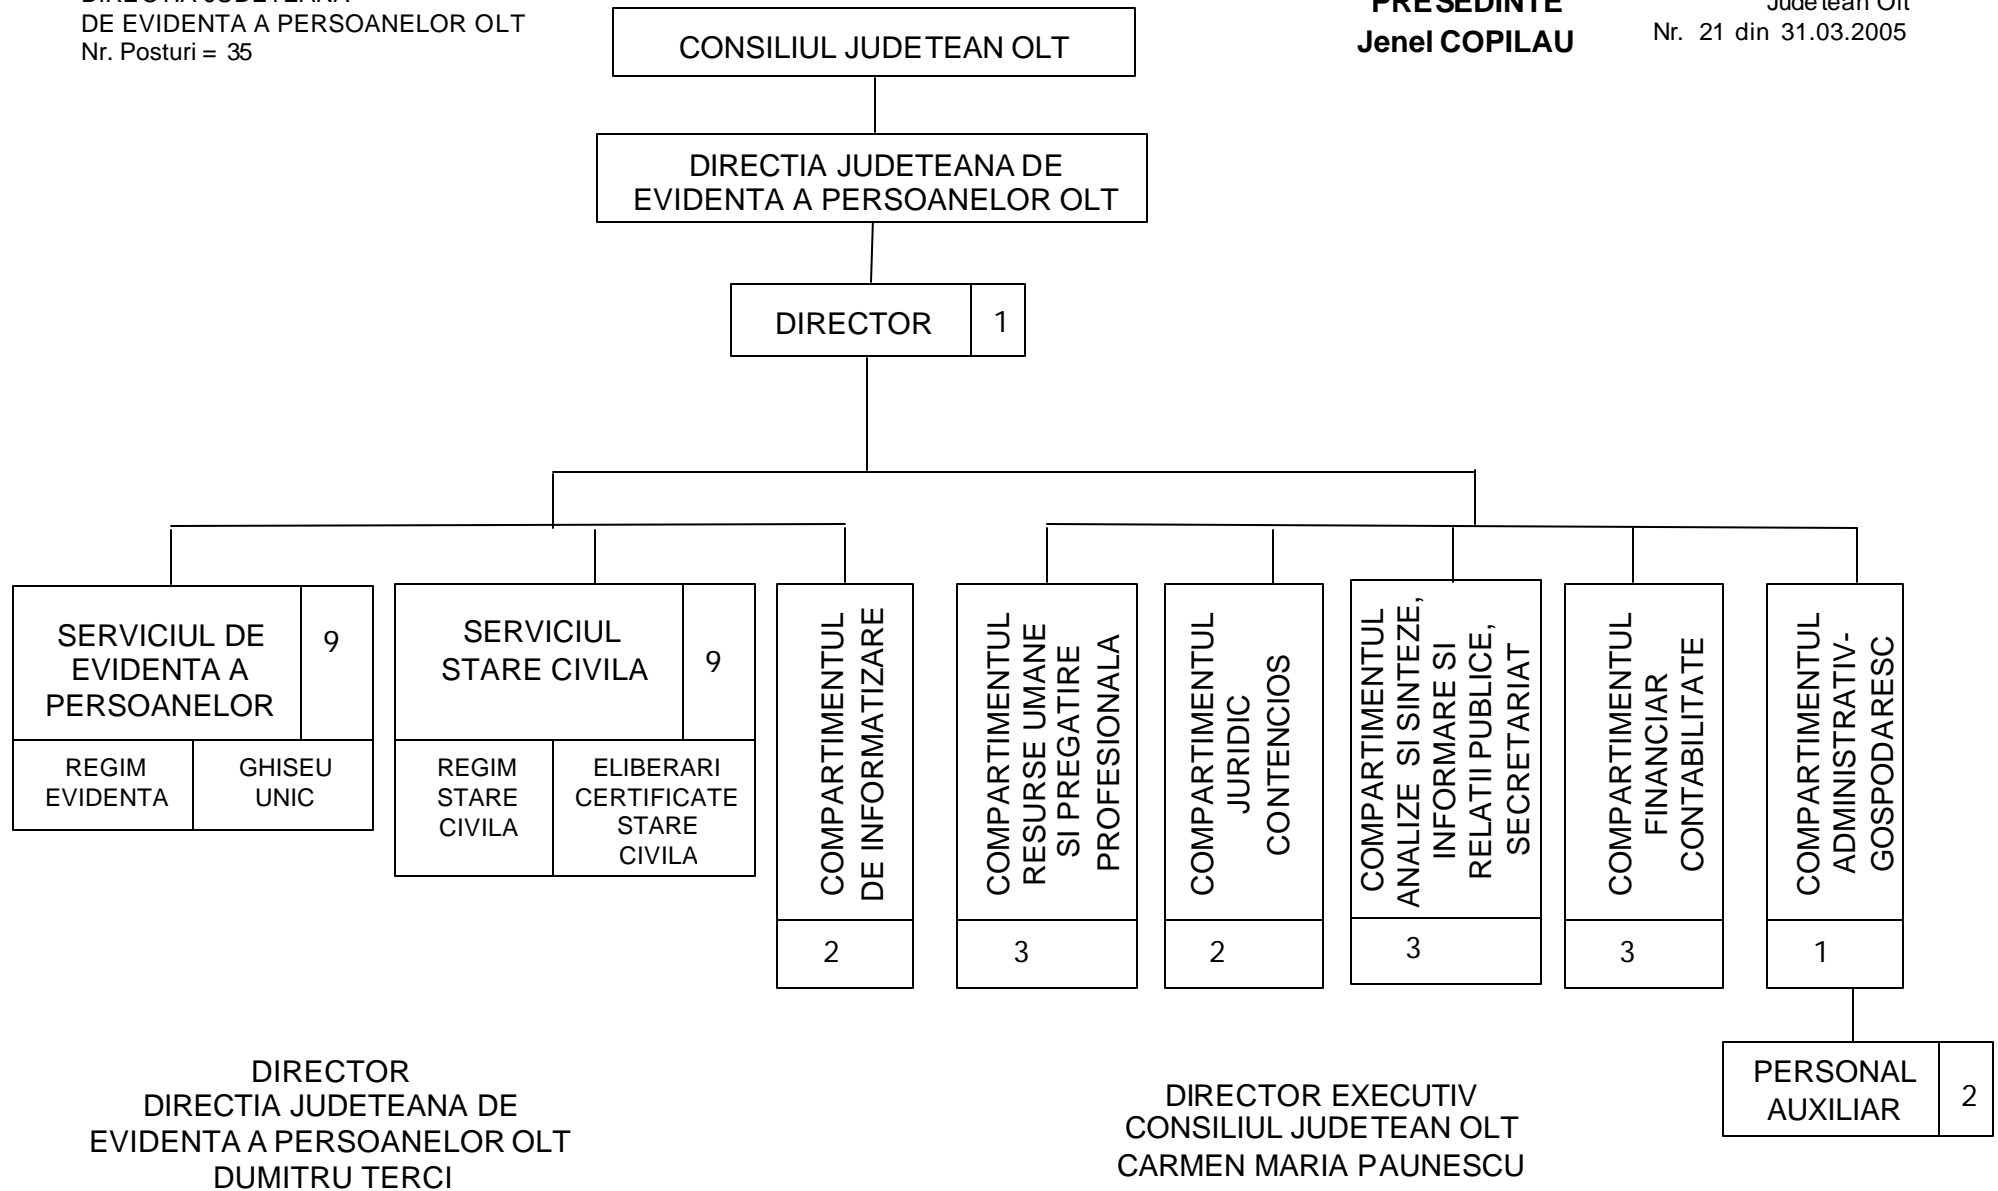 DIRECTIA JUDETEANA
DE EVIDENTA A PERSOANELOR OLT
Nr. Posturi = 35
PRESEDINTE
Jenel COPILAU
Judetean Olt
Nr. 21 din 31.03.2005
CONSILIUL JUDETEAN OLT
DIRECTIA JUDETEANA DE
EVIDENTA A PERSOANELOR OLT
DIRECTOR
1
SERVICIUL DE
EVIDENTA A
PERSOANELOR
9
REGIM
EVIDENTA
GHISEU
UNIC
SERVICIUL
STARE CIVILA
9
REGIM
STARE
CIVILA
ELIBERARI
CERTIFICATE
STARE
CIVILA
COMPARTIMENTUL
DE INFORMATIZARE
2
COMPARTIMENTUL
RESURSE UMANE
SI PREGATIRE
PROFESIONALA
3
COMPARTIMENTUL
JURIDIC
CONTENCIOS
2
COMPARTIMENTUL
ANALIZE SI SINTEZE,
INFORMARE SI
RELATII PUBLICE,
SECRETARIAT
3
COMPARTIMENTUL
FINANCIAR
CONTABILITATE
3
COMPARTIMENTUL
ADMINISTRATIV-
GOSPODARESC
1
PERSONAL
AUXILIAR
2
DIRECTOR
DIRECTIA JUDETEANA DE
EVIDENTA A PERSOANELOR OLT
DUMITRU TERCI
DIRECTOR EXECUTIV
CONSILIUL JUDETEAN OLT
CARMEN MARIA PAUNESCU